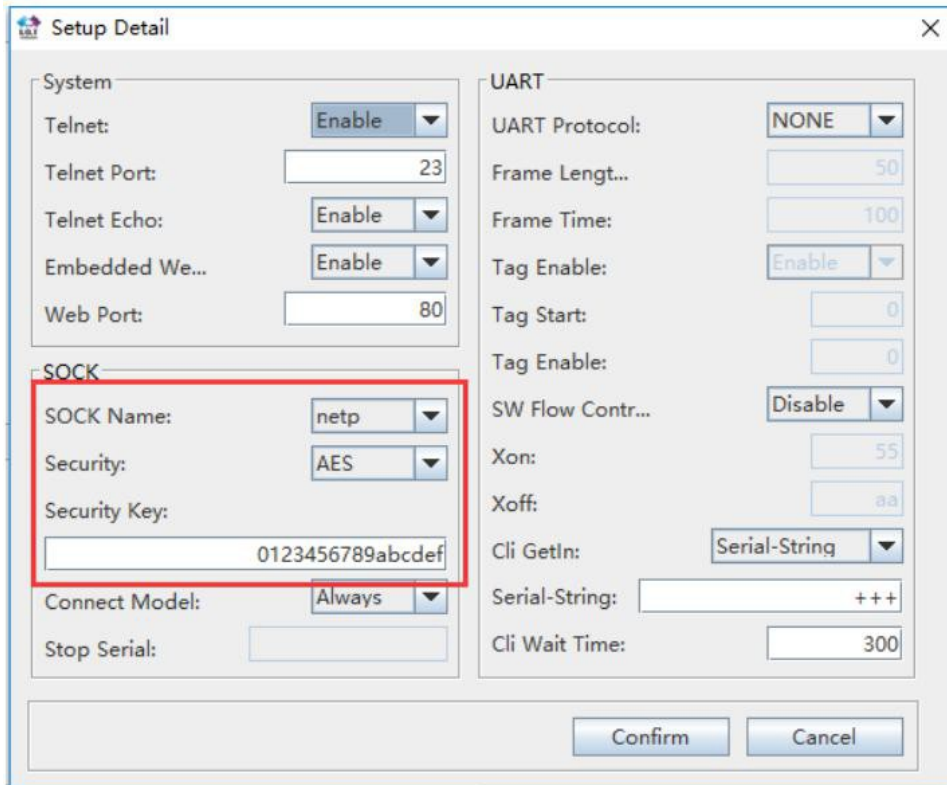 Setup Detail
System
Telnet: Enable
Telnet Port: 23
Telnet Echo: Enable
Embedded We... Enable
Web Port: 80
SOCK
SOCK Name: netp
Security: AES
Security Key:
0123456789abcdef
Connect Model: Always
Stop Serial:
UART
UART Protocol: NONE
Frame Lengt... 50
Frame Time: 100
Tag Enable: Enable
Tag Start: 0
Tag Enable: 0
SW Flow Contr... Disable
Xon: 55
Xoff: aa
Cli GetIn: Serial-String
Serial-String: +++
Cli Wait Time: 300
Confirm Cancel